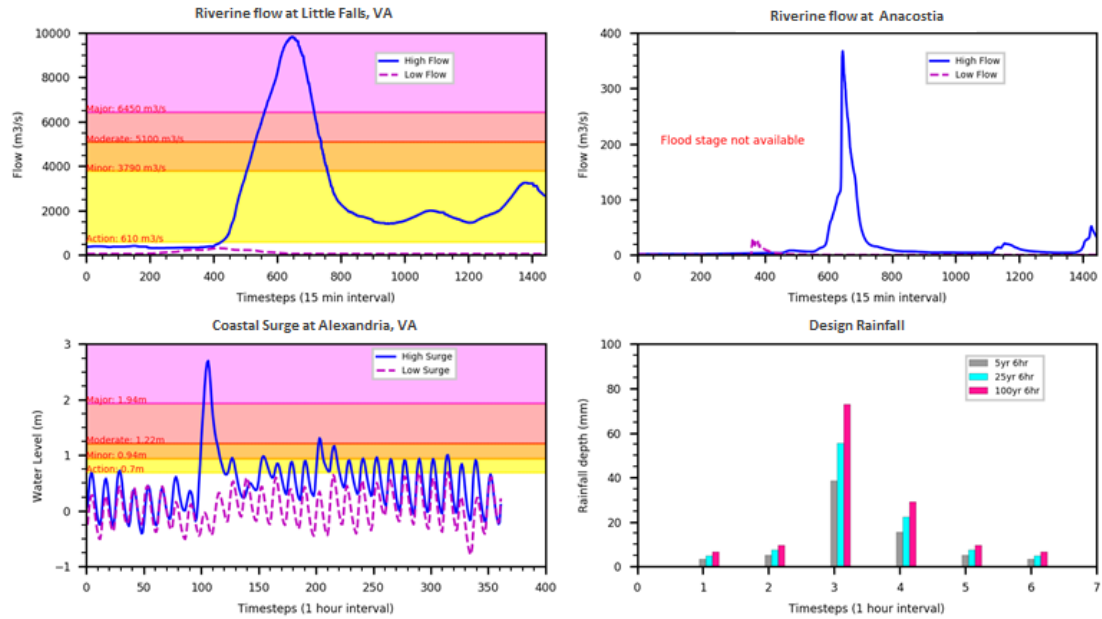 Riverine flow at Little Falls, VA
10000
8000
6000
4000
2000
0
Flow (m3/s)
High Flow
Low Flow
Major: 6450 m3/s
Moderate: 5100 m3/s
Minor: 3790 m3/s
Action: 610 m3/s
0 200 400 600 800 1000 1200 1400
Timesteps (15 min interval)
Riverine flow at Anacostia
400
300
200
100
0
Flow (m3/s)
High Flow
Low Flow
Flood stage not available
0 200 400 600 800 1000 1200 1400
Timesteps (15 min interval)
Coastal Surge at Alexandria, VA
3
2
1
0
−1
Water Level (m)
High Surge
Low Surge
Major: 1.94m
Moderate: 1.22m
Minor: 0.94m
Action: 0.7m
0 50 100 150 200 250 300 350 400
Timesteps (1 hour interval)
Design Rainfall
100
80
60
40
20
0
Rainfall depth (mm)
5yr 6hr
25yr 6hr
100yr 6hr
0 1 2 3 4 5 6 7
Timesteps (1 hour interval)